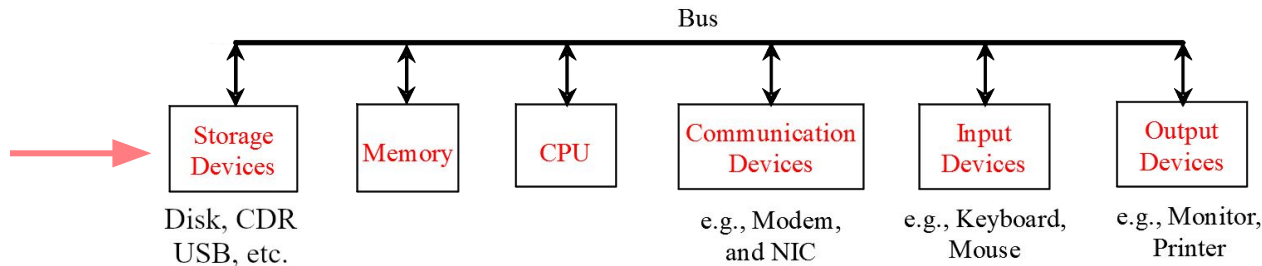 Bus
Storage
Devices
Memory
CPU
Communication
Devices
Input
Devices
Output
Devices
Disk, CDR
USB, etc.
e.g., Modem,
and NIC
e.g., Keyboard,
Mouse
e.g., Monitor,
Printer